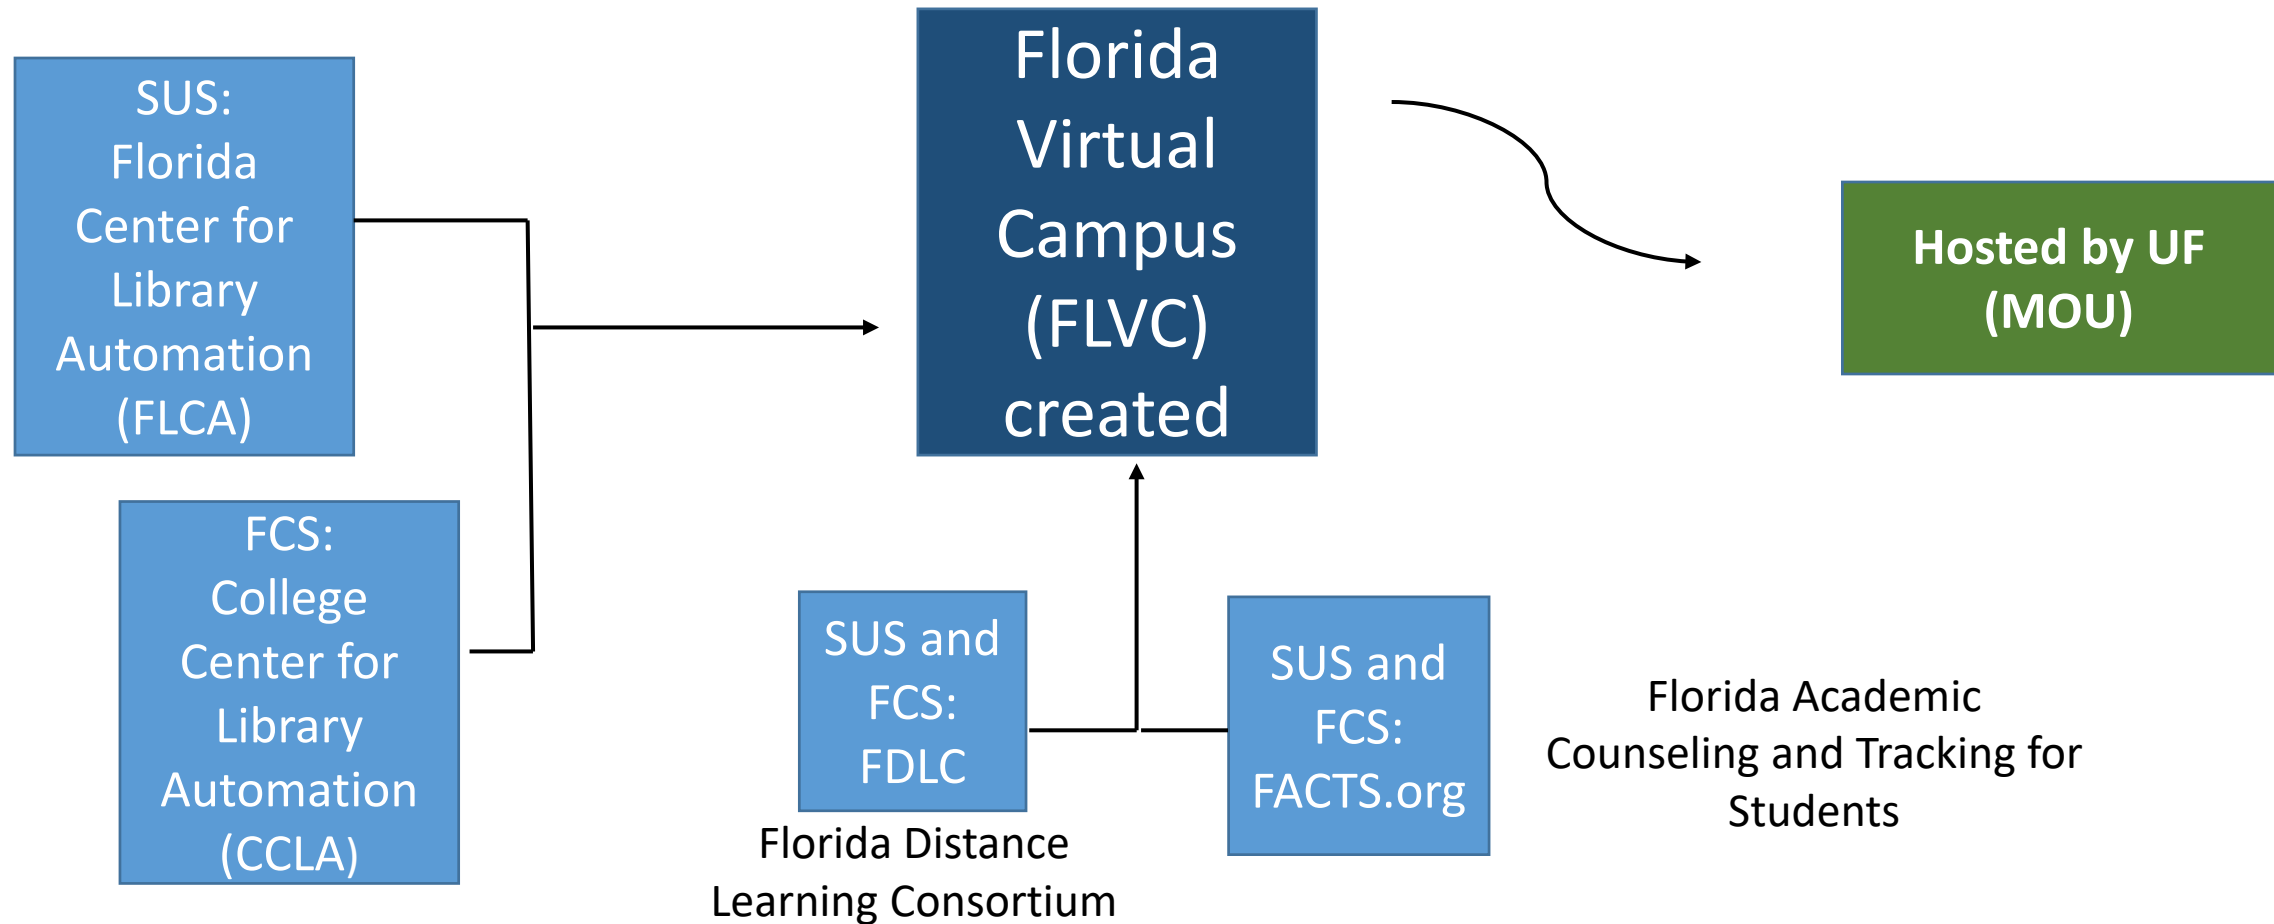 SUS:
Florida
Center for
Library
Automation
(FLCA)
FCS:
College
Center for
Library
Automation
(CCLA)
Florida
Virtual
Campus
(FLVC)
created
Hosted by UF
(MOU)
SUS and
FCS:
FDLC
Florida Distance
Learning Consortium
SUS and
FCS:
FACTS.org
Florida Academic
Counseling and Tracking for
Students